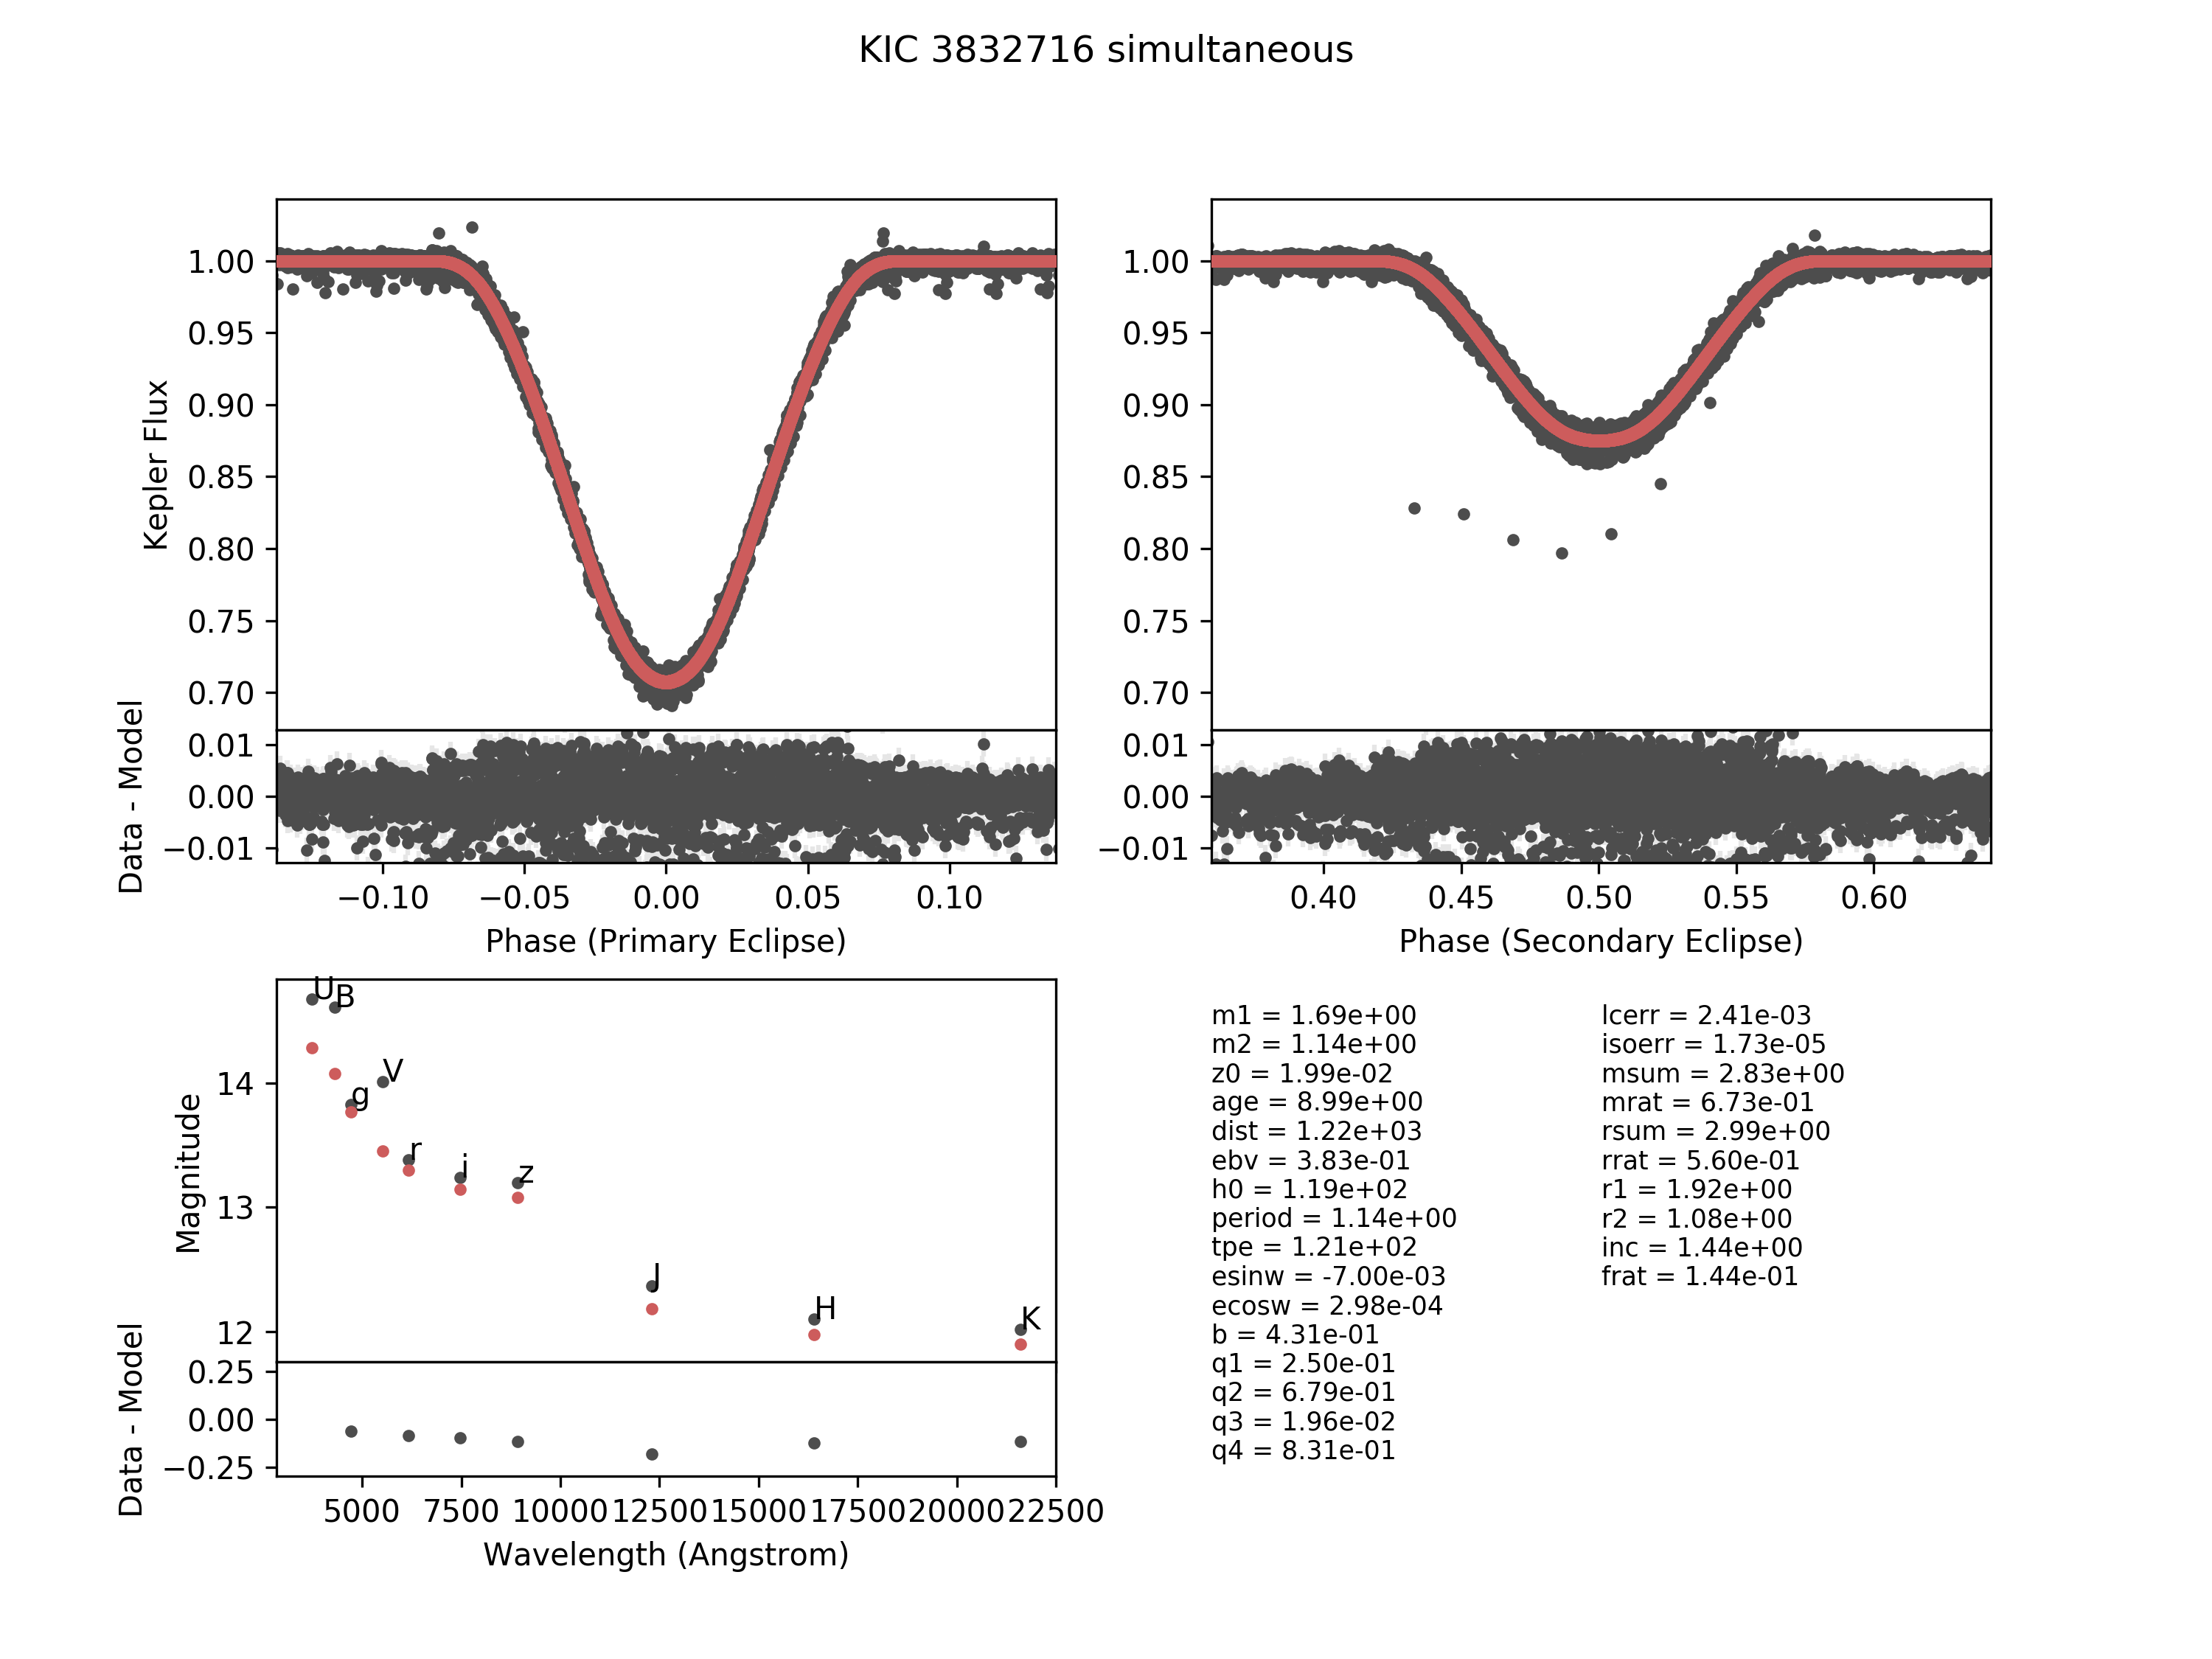 KIC 3832716 simultaneous
Kepler Flux
1.00
0.95
0.90
0.85
0.80
0.75
0.70
Data - Model
0.01
0.00
−0.01
−0.10 −0.05 0.00 0.05 0.10
Phase (Primary Eclipse)
1.00
0.95
0.90
0.85
0.80
0.75
0.70
0.01
0.00
−0.01
0.40 0.45 0.50 0.55 0.60
Phase (Secondary Eclipse)
Magnitude
14
13
12
U B g V r i z J H K
Data - Model
0.25
0.00
−0.25
5000 7500 10000 12500 15000 17500 20000 22500
Wavelength (Angstrom)
m1 = 1.69e+00
m2 = 1.14e+00
z0 = 1.99e-02
age = 8.99e+00
dist = 1.22e+03
ebv = 3.83e-01
h0 = 1.19e+02
period = 1.14e+00
tpe = 1.21e+02
esinw = -7.00e-03
ecosw = 2.98e-04
b = 4.31e-01
q1 = 2.50e-01
q2 = 6.79e-01
q3 = 1.96e-02
q4 = 8.31e-01
lcerr = 2.41e-03
isoerr = 1.73e-05
msum = 2.83e+00
mrat = 6.73e-01
rsum = 2.99e+00
rrat = 5.60e-01
r1 = 1.92e+00
r2 = 1.08e+00
inc = 1.44e+00
frat = 1.44e-01